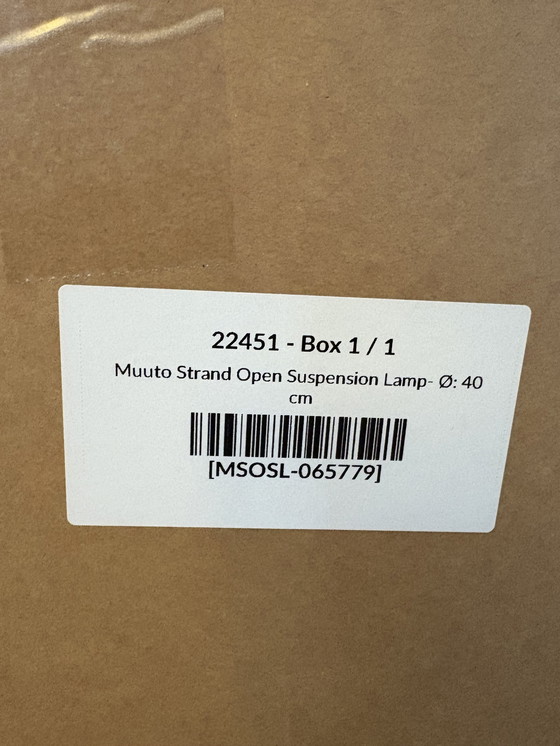 22451 - Box 1 / 1
Muuto Strand Open Suspension Lamp- Ø: 40
cm
[MSOSL-065779]